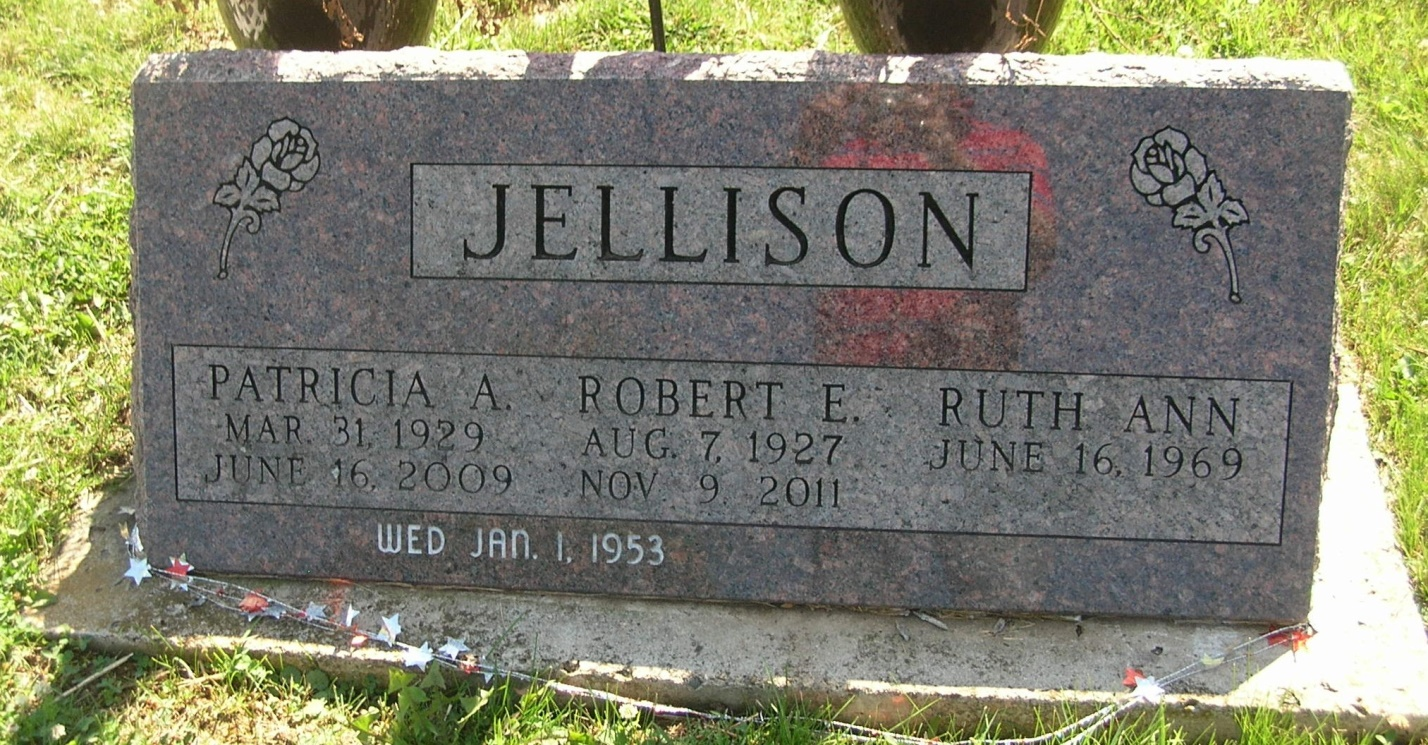 JELLISON
PATRICIA A.
MAR. 31, 1929
JUNE 16, 2009
ROBERT E.
AUG. 7, 1927
NOV. 9. 2011
RUTH ANN
JUNE 16, 1969
WED JAN. 1, 1953